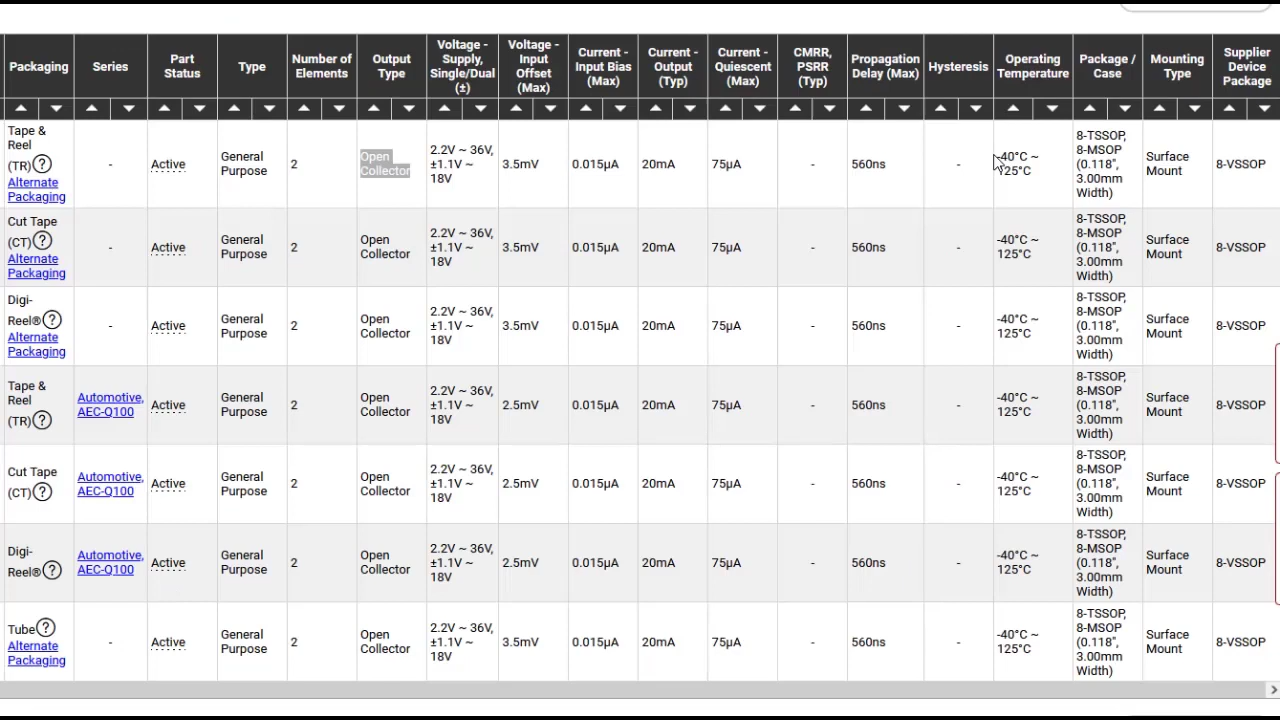 Packaging Series Part Status Type Number of Elements Output Type Voltage - Supply, Single/Dual (±) Voltage - Input Offset (Max) Current - Input Bias (Max) Current - Output (Typ) Current - Quiescent (Max) CMRR, PSRR (Typ) Propagation Delay (Max) Hysteresis Operating Temperature Package / Case Mounting Type Supplier Device Package
Tape & Reel (TR) ? Alternate Packaging - Active General Purpose 2 Open Collector 2.2V ~ 36V, ±1.1V ~ 18V 3.5mV 0.015µA 20mA 75µA - 560ns - -40°C ~ 125°C 8-TSSOP, 8-MSOP (0.118", 3.00mm Width) Surface Mount 8-VSSOP
Cut Tape (CT) ? Alternate Packaging - Active General Purpose 2 Open Collector 2.2V ~ 36V, ±1.1V ~ 18V 3.5mV 0.015µA 20mA 75µA - 560ns - -40°C ~ 125°C 8-TSSOP, 8-MSOP (0.118", 3.00mm Width) Surface Mount 8-VSSOP
Digi-Reel® ? Alternate Packaging - Active General Purpose 2 Open Collector 2.2V ~ 36V, ±1.1V ~ 18V 3.5mV 0.015µA 20mA 75µA - 560ns - -40°C ~ 125°C 8-TSSOP, 8-MSOP (0.118", 3.00mm Width) Surface Mount 8-VSSOP
Tape & Reel (TR) ? Automotive, AEC-Q100 Active General Purpose 2 Open Collector 2.2V ~ 36V, ±1.1V ~ 18V 2.5mV 0.015µA 20mA 75µA - 560ns - -40°C ~ 125°C 8-TSSOP, 8-MSOP (0.118", 3.00mm Width) Surface Mount 8-VSSOP
Cut Tape (CT) ? Automotive, AEC-Q100 Active General Purpose 2 Open Collector 2.2V ~ 36V, ±1.1V ~ 18V 2.5mV 0.015µA 20mA 75µA - 560ns - -40°C ~ 125°C 8-TSSOP, 8-MSOP (0.118", 3.00mm Width) Surface Mount 8-VSSOP
Digi-Reel® ? Automotive, AEC-Q100 Active General Purpose 2 Open Collector 2.2V ~ 36V, ±1.1V ~ 18V 2.5mV 0.015µA 20mA 75µA - 560ns - -40°C ~ 125°C 8-TSSOP, 8-MSOP (0.118", 3.00mm Width) Surface Mount 8-VSSOP
Tube ? Alternate Packaging - Active General Purpose 2 Open Collector 2.2V ~ 36V, ±1.1V ~ 18V 3.5mV 0.015µA 20mA 75µA - 560ns - -40°C ~ 125°C 8-TSSOP, 8-MSOP (0.118", 3.00mm Width) Surface Mount 8-VSSOP